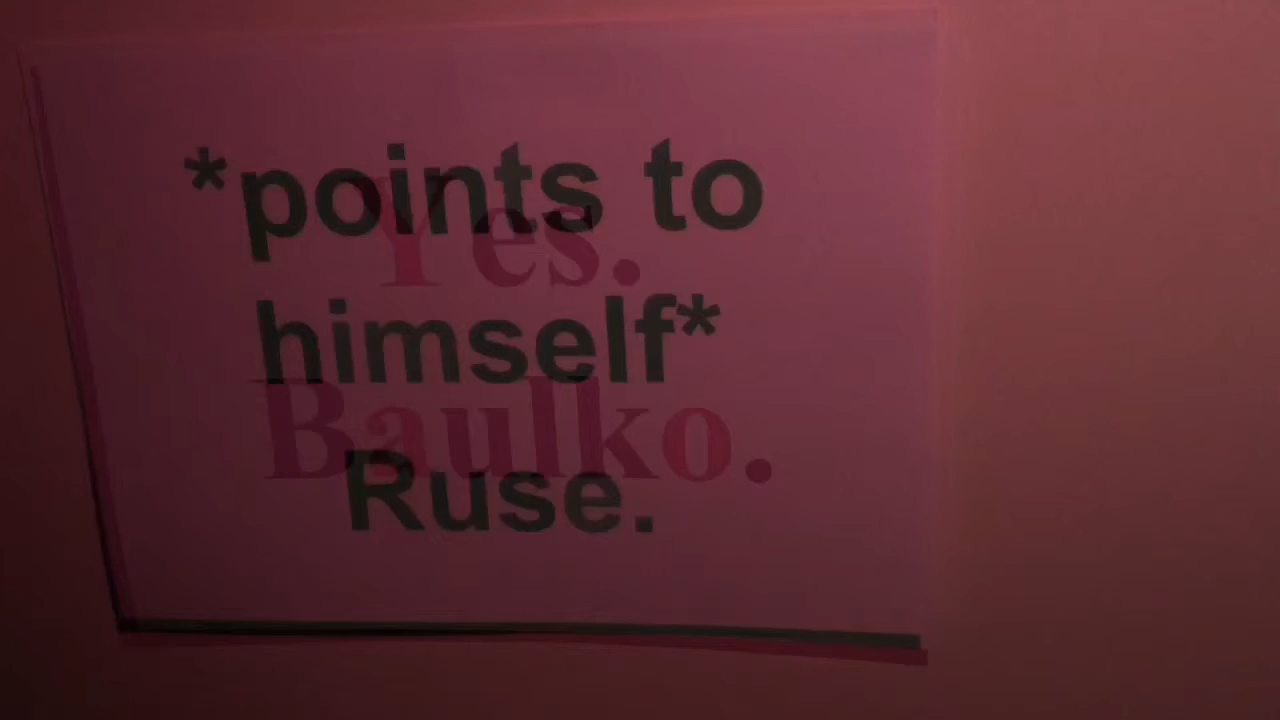 *points to
himself*
Ruse.
Yes.
Baulko.